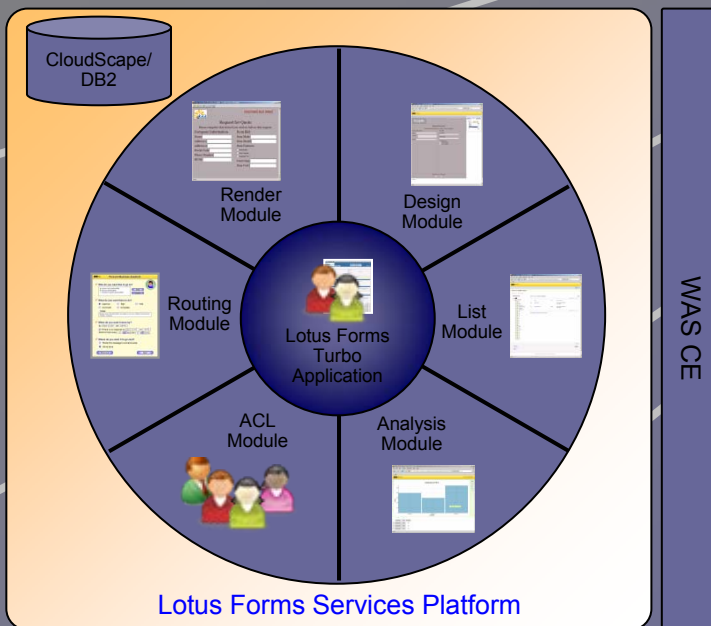 CloudScape/
DB2
Render
Module
Design
Module
Routing
Module
Lotus Forms
Turbo
Application
List
Module
ACL
Module
Analysis
Module
WAS CE
Lotus Forms Services Platform